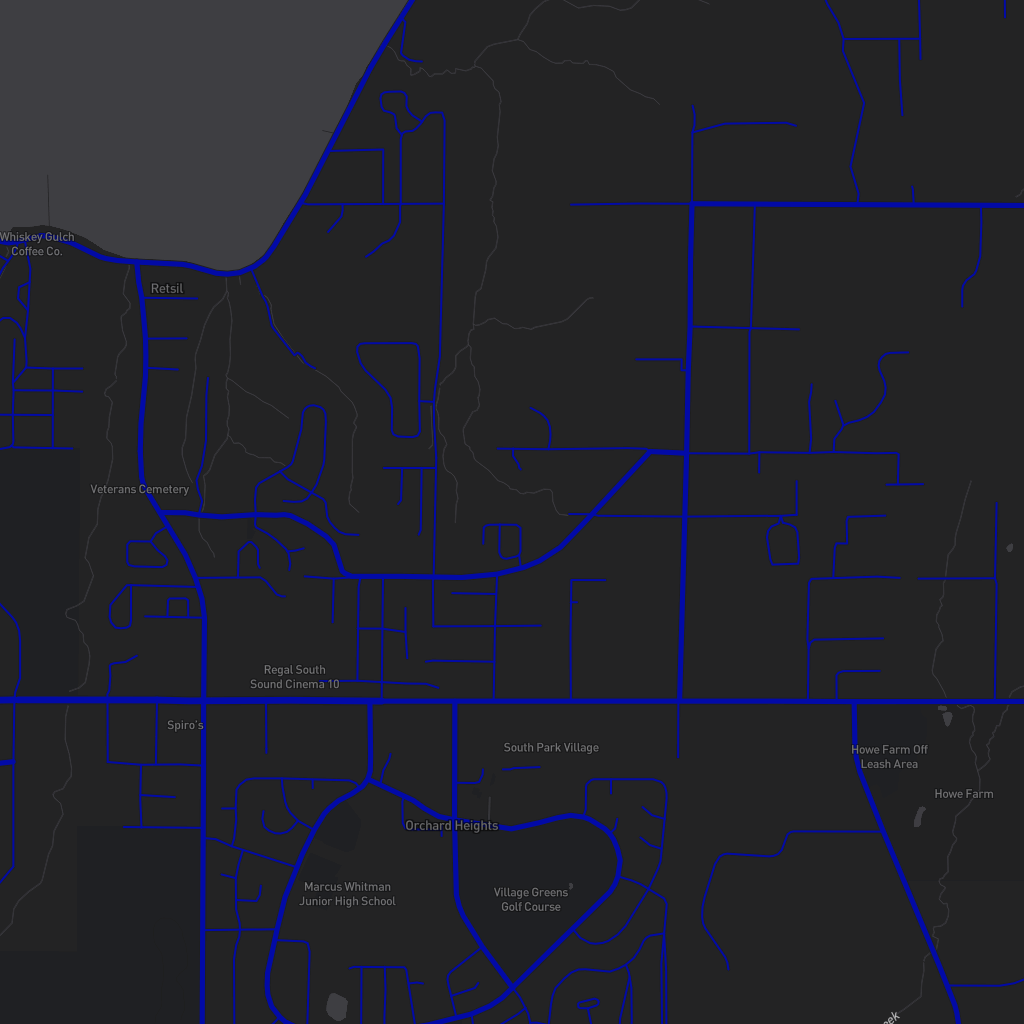 Whiskey Gulch
Coffee Co.
Retsil
Veterans Cemetery
Regal South
Sound Cinema 10
Spiro's
South Park Village
Howe Farm Off
Leash Area
Howe Farm
Orchard Heights
Marcus Whitman
Junior High School
Village Greens
Golf Course